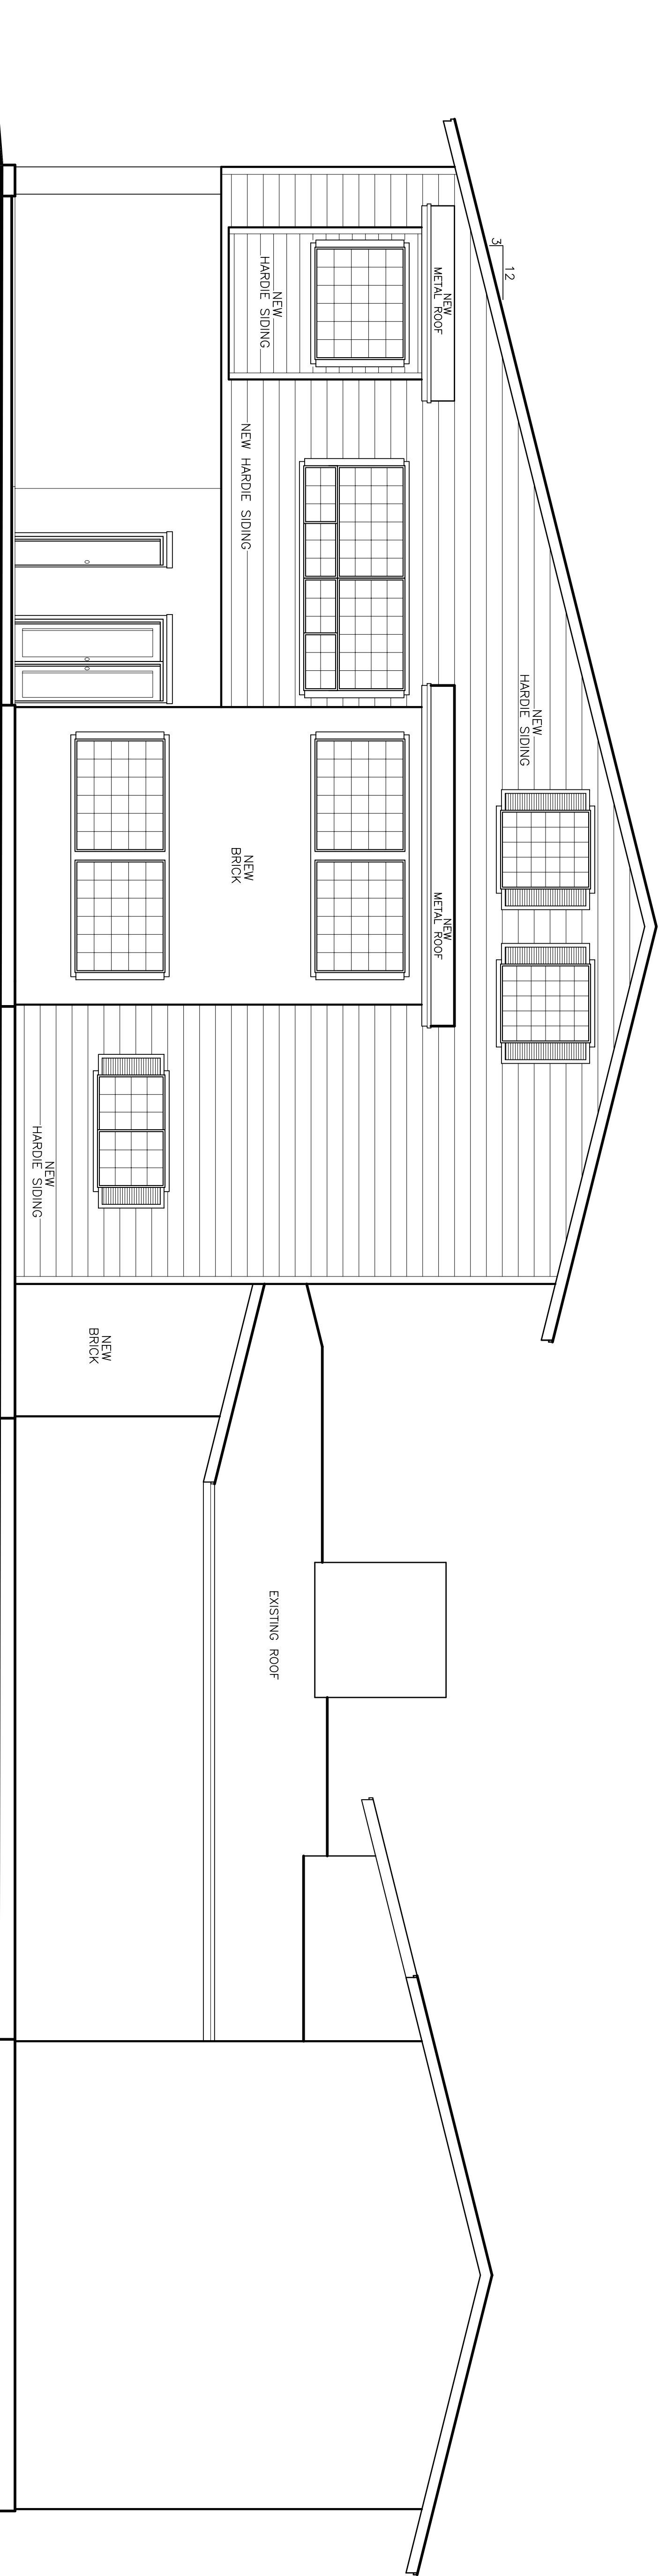 12
3
NEW
METAL ROOF
NEW
HARDIE SIDING
NEW HARDIE SIDING
NEW
HARDIE SIDING
NEW
METAL ROOF
NEW
BRICK
NEW
HARDIE SIDING
NEW
BRICK
EXISTING ROOF